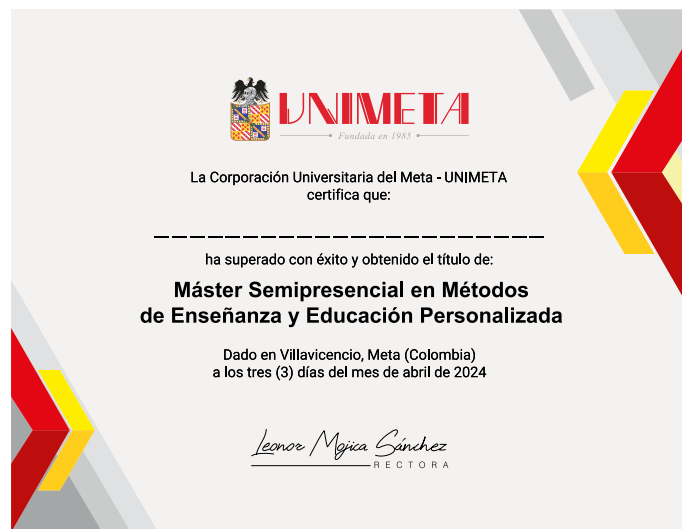 UNIMETA
Fundada en 1985
La Corporación Universitaria del Meta - UNIMETA
certifica que:
ha superado con éxito y obtenido el título de:
Máster Semipresencial en Métodos
de Enseñanza y Educación Personalizada
Dado en Villavicencio, Meta (Colombia)
a los tres (3) días del mes de abril de 2024
Leonor Mojica Sánchez
RECTORA